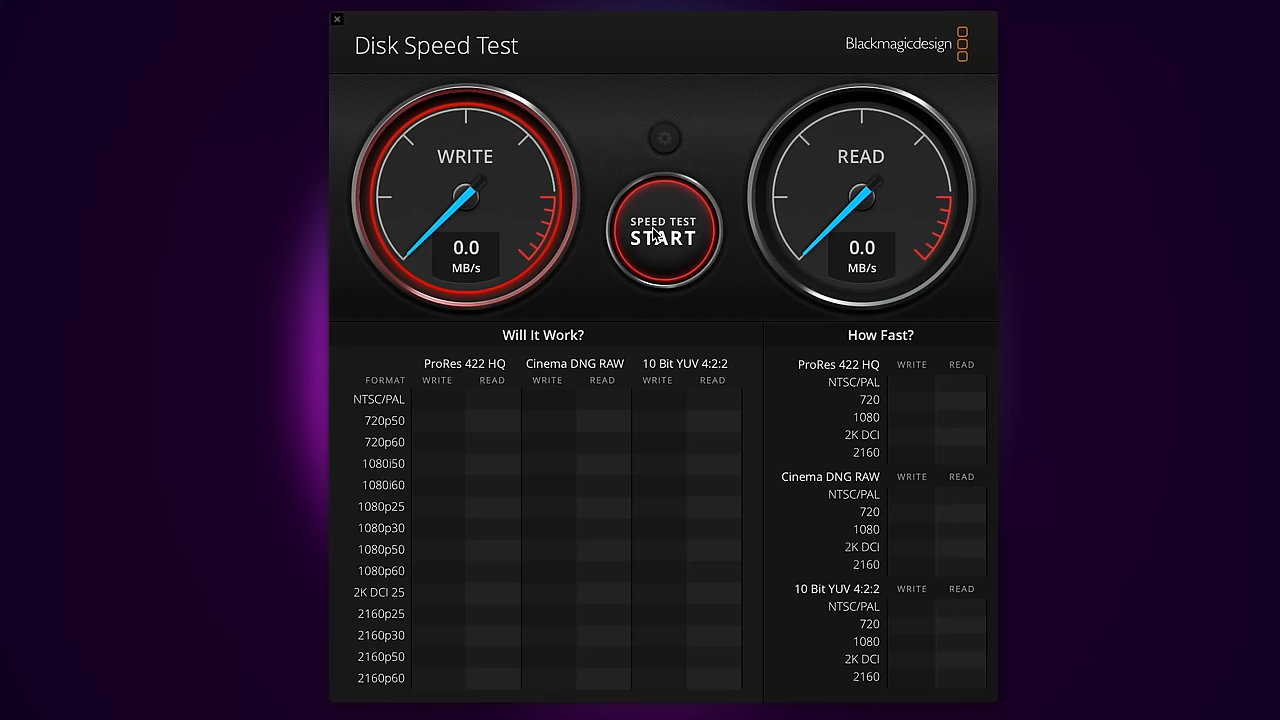 Disk Speed Test
Blackmagicdesign
WRITE
0.0
MB/s
SPEED TEST
START
READ
0.0
MB/s
Will It Work?
ProRes 422 HQ Cinema DNG RAW 10 Bit YUV 4:2:2
FORMAT WRITE READ WRITE READ WRITE READ
NTSC/PAL
720p50
720p60
1080i50
1080i60
1080p25
1080p30
1080p50
1080p60
2K DCI 25
2160p25
2160p30
2160p50
2160p60
How Fast?
ProRes 422 HQ WRITE READ
NTSC/PAL
720
1080
2K DCI
2160
Cinema DNG RAW WRITE READ
NTSC/PAL
720
1080
2K DCI
2160
10 Bit YUV 4:2:2 WRITE READ
NTSC/PAL
720
1080
2K DCI
2160